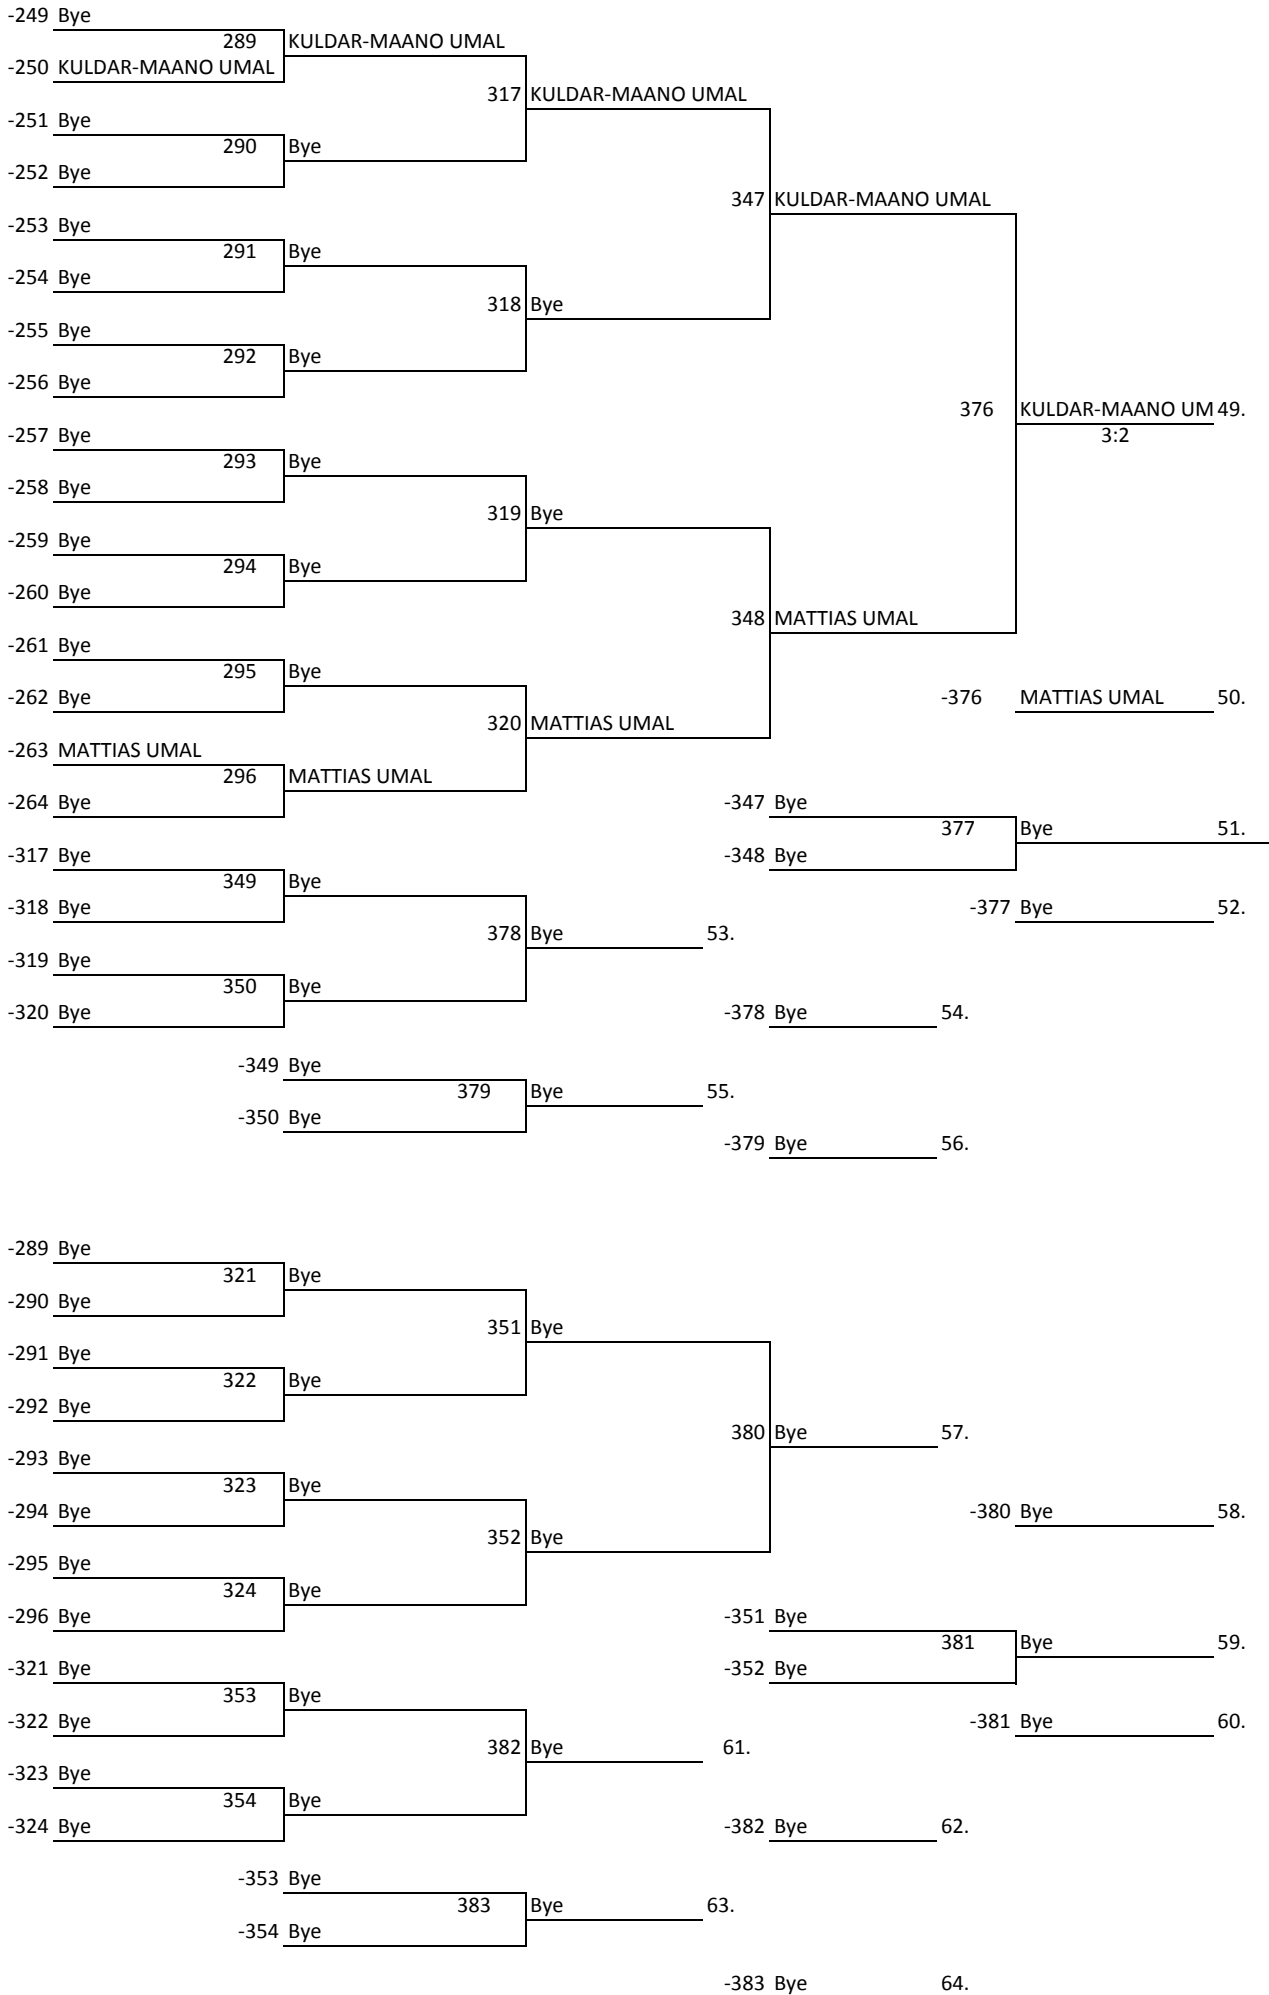 -249 Bye
289 KULDAR-MAANO UMAL
-250 KULDAR-MAANO UMAL
317 KULDAR-MAANO UMAL
-251 Bye
290 Bye
-252 Bye
347 KULDAR-MAANO UMAL
-253 Bye
291 Bye
-254 Bye
318 Bye
-255 Bye
292 Bye
-256 Bye
376 KULDAR-MAANO UM 49.
-257 Bye
3:2
293 Bye
-258 Bye
319 Bye
-259 Bye
294 Bye
-260 Bye
348 MATTIAS UMAL
-261 Bye
295 Bye
-262 Bye
-376 MATTIAS UMAL 50.
320 MATTIAS UMAL
-263 MATTIAS UMAL
296 MATTIAS UMAL
-264 Bye
-347 Bye
377 Bye 51.
-317 Bye
-348 Bye
349 Bye
-318 Bye
-377 Bye 52.
378 Bye 53.
-319 Bye
350 Bye
-320 Bye
-378 Bye 54.
-349 Bye
379 Bye 55.
-350 Bye
-379 Bye 56.
-289 Bye
321 Bye
-290 Bye
351 Bye
-291 Bye
322 Bye
-292 Bye
380 Bye 57.
-293 Bye
323 Bye
-294 Bye
-380 Bye 58.
352 Bye
-295 Bye
324 Bye
-296 Bye
-351 Bye
381 Bye 59.
-321 Bye
-352 Bye
353 Bye
-322 Bye
-381 Bye 60.
382 Bye 61.
-323 Bye
354 Bye
-324 Bye
-382 Bye 62.
-353 Bye
383 Bye 63.
-354 Bye
-383 Bye 64.